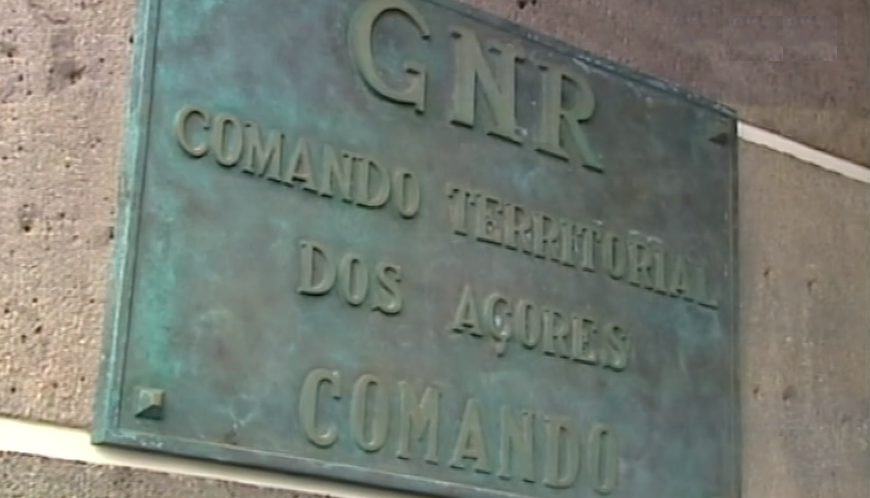 GNR
COMANDO TERRITORIAL
DOS AÇORES
COMANDO